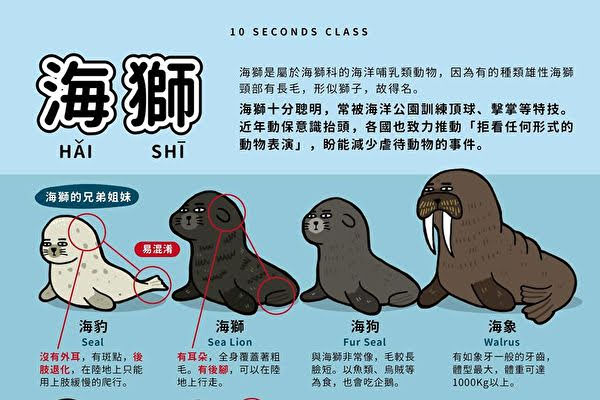 10 SECONDS CLASS
海獅
HǍI SHĪ
海獅是屬於海獅科的海洋哺乳類動物，因為有的種類雄性海獅
頸部有長毛，形似獅子，故得名。
海獅十分聰明，常被海洋公園訓練頂球、擊掌等特技。
近年動保意識抬頭，各國也致力推動「拒看任何形式的
動物表演」，盼能減少虐待動物的事件。
海獅的兄弟姐妹
易混淆
海豹
Seal
沒有外耳，有斑點，後
肢退化，在陸地上只能
用上肢緩慢的爬行。
海獅
Sea Lion
有耳朵，全身覆蓋著粗
毛。有後腳，可以在陸
地上行走。
海狗
Fur Seal
與海獅非常像，毛較長
臉短。以魚類、烏賊等
為食，也會吃企鵝。
海象
Walrus
有如象牙一般的牙齒，
體型最大，體重可達
1000Kg以上。